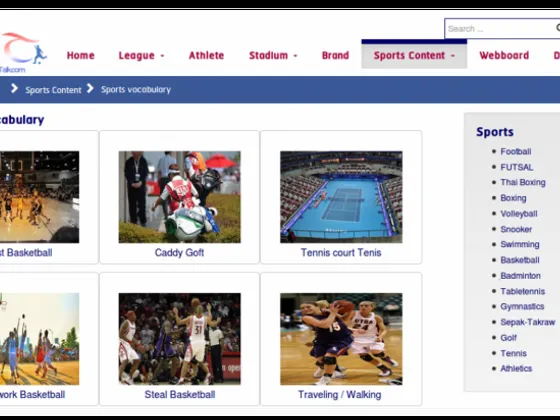 Search ...
Talk.com
Home League Athlete Stadium Brand Sports Content Webboard
Sports Content Sports vocabulary
Sports
Football
FUTSAL
Thai Boxing
Boxing
Volleyball
Snooker
Swimming
Basketball
Badminton
Tabletennis
Gymnastics
Sepak-Takraw
Golf
Tennis
Athletics
cabulary
st Basketball Caddy Goft Tennis court Tenis
work Basketball Steal Basketball Traveling / Walking